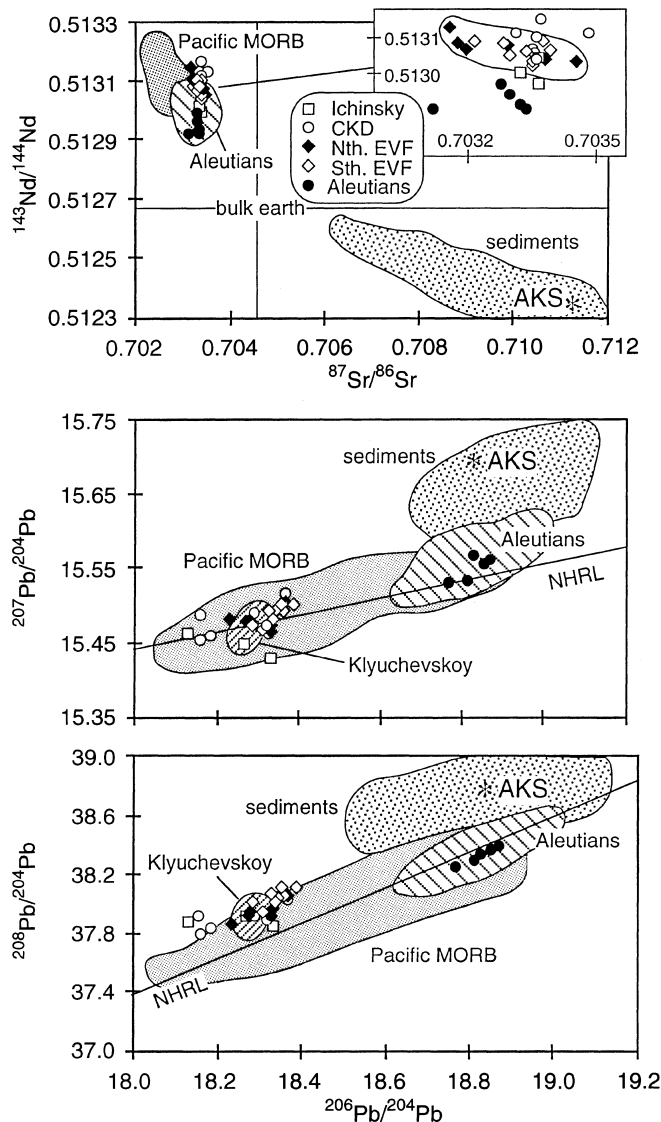 0.5133
0.5131
0.5129
0.5127
0.5125
0.5123
143Nd/144Nd
Pacific MORB
Aleutians
0.5131
0.5130
0.7032
0.7035
Ichinsky
CKD
Nth. EVF
Sth. EVF
Aleutians
bulk earth
sediments
AKS
0.702
0.704
0.706
0.708
0.710
0.712
87Sr/86Sr
15.75
15.65
15.55
15.45
15.35
207Pb/204Pb
sediments
AKS
Aleutians
Pacific MORB
NHRL
Klyuchevskoy
39.0
38.6
38.2
37.8
37.4
37.0
208Pb/204Pb
AKS
sediments
Aleutians
Klyuchevskoy
Pacific MORB
NHRL
18.0
18.2
18.4
18.6
18.8
19.0
19.2
206Pb/204Pb